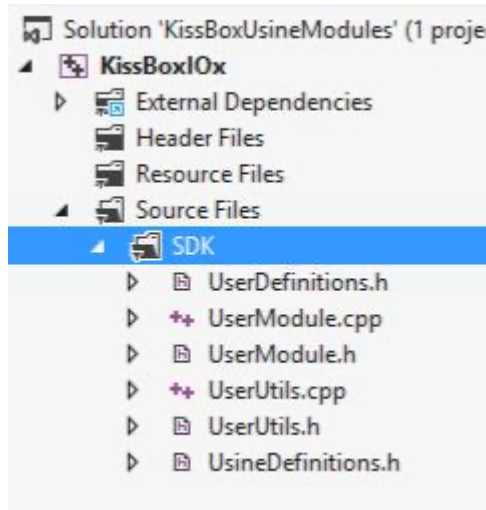 Solution 'KissBoxUsineModules' (1 proje
KissBoxIOx
External Dependencies
Header Files
Resource Files
Source Files
SDK
UserDefinitions.h
UserModule.cpp
UserModule.h
UserUtils.cpp
UserUtils.h
UsineDefinitions.h